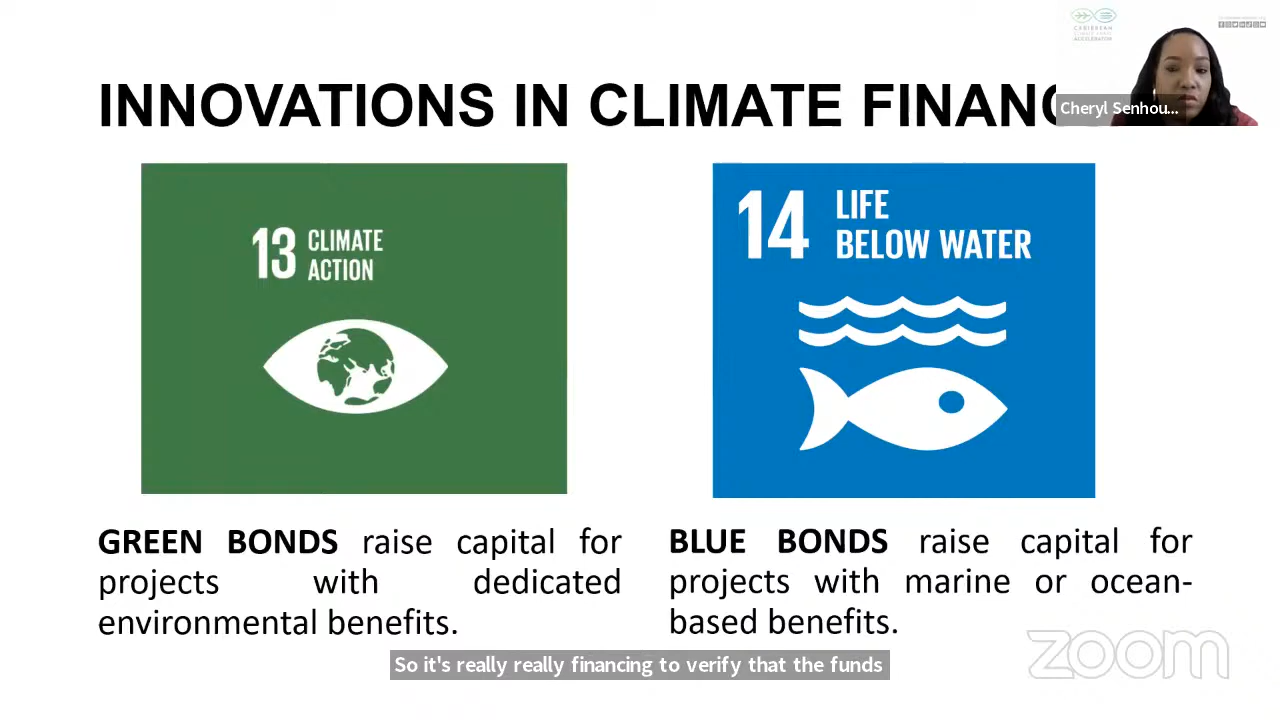 CARIBBEAN
ACCELERATOR
INNOVATIONS IN CLIMATE FINANC
Cheryl Senhou...
13 CLIMATE
ACTION
14 LIFE
BELOW WATER
GREEN BONDS raise capital for
projects with dedicated
environmental benefits.
BLUE BONDS raise capital for
projects with marine or ocean-
based benefits.
zoom
So it's really really financing to verify that the funds